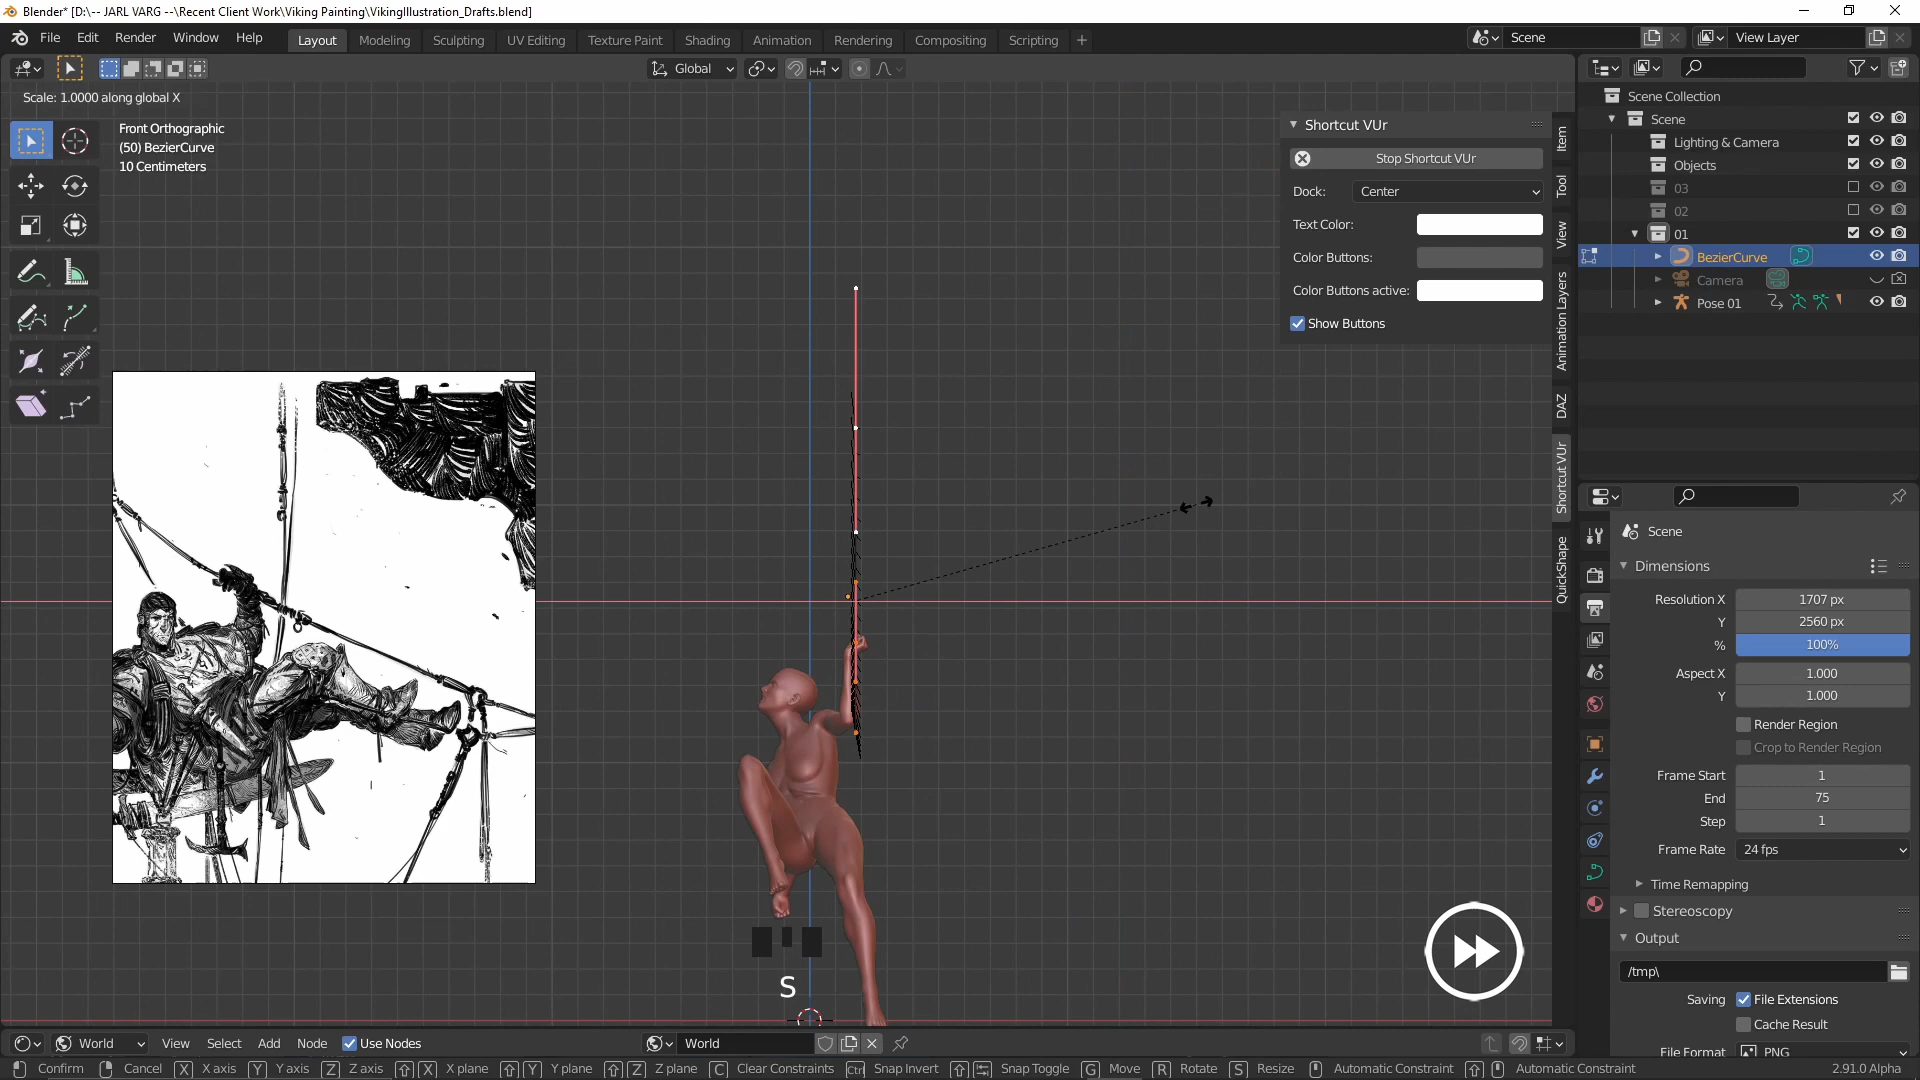 Blender* [D:\-- JARL VARG --\Recent Client Work\Viking Painting\VikingIllustration_Drafts.blend]
File Edit Render Window Help Layout Modeling Sculpting UV Editing Texture Paint Shading Animation Rendering Compositing Scripting + Scene View Layer
Global
Scale: 1.0000 along global X
Front Orthographic
(50) BezierCurve
10 Centimeters
Shortcut VUr
Stop Shortcut VUr
Dock: Center
Text Color:
Color Buttons:
Color Buttons active:
Show Buttons
Item
Tool
View
Animation Layers
DAZ
Shortcut VUr
QuickShape
Scene Collection
Scene
Lighting & Camera
Objects
03
02
01
BezierCurve
Camera
Pose 01
Scene
Dimensions
Resolution X 1707 px
Y 2560 px
% 100%
Aspect X 1.000
Y 1.000
Render Region
Crop to Render Region
Frame Start 1
End 75
Step 1
Frame Rate 24 fps
Time Remapping
Stereoscopy
Output
/tmp\
Saving File Extensions
Cache Result
File Format PNG
S
World View Select Add Node Use Nodes World
Confirm Cancel X X axis Y Y axis Z Z axis X X plane Y Y plane Z Z plane C Clear Constraints Ctrl Snap Invert Snap Toggle G Move R Rotate S Resize Automatic Constraint Automatic Constraint 2.91.0 Alpha